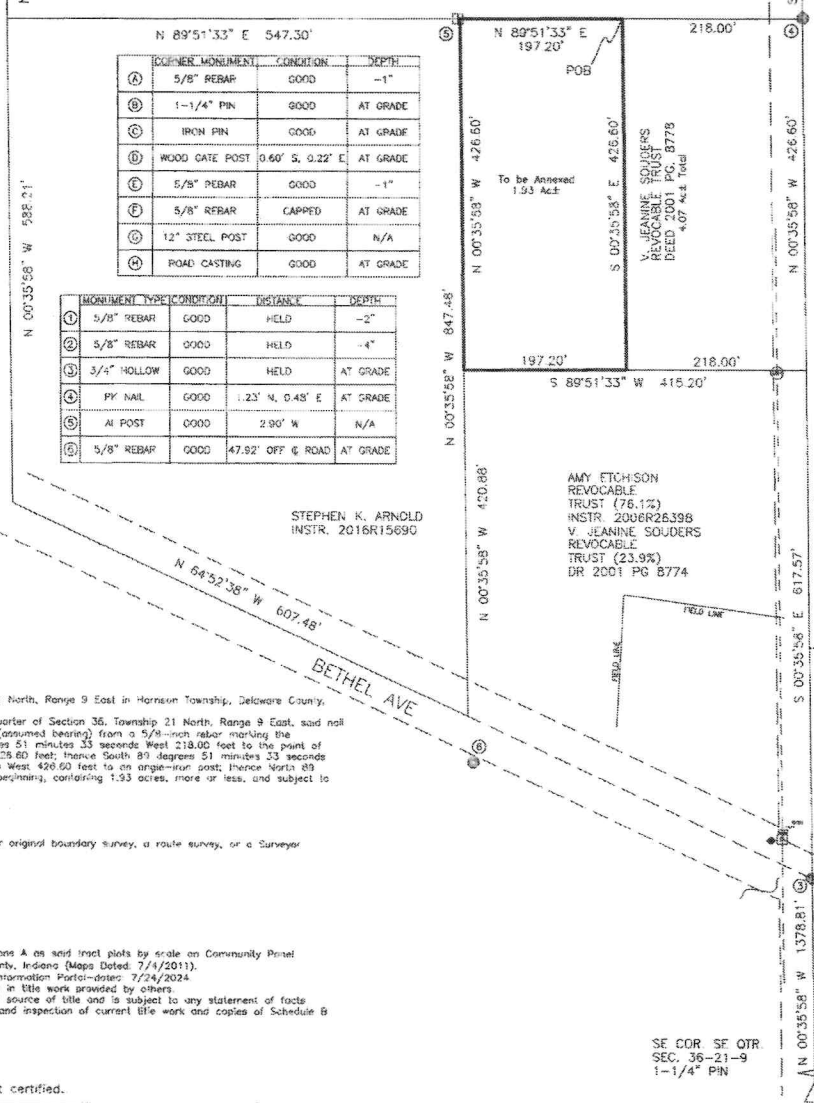 N 89°51'33" E 547.30'
⑤
N 89°51'33" E
197.20'
POB
218.00'
④
CORNER MONUMENT CONDITION DEPTH
Ⓐ 5/8" REBAR GOOD -1"
Ⓑ 1-1/4" PIN GOOD AT GRADE
Ⓒ IRON PIN GOOD AT GRADE
Ⓓ WOOD GATE POST 0.60' S, 0.22' E AT GRADE
Ⓔ 5/8" REBAR GOOD -1"
Ⓕ 5/8" REBAR CAPPED AT GRADE
Ⓖ 12" STEEL POST GOOD N/A
Ⓗ ROAD CASTING GOOD AT GRADE
MONUMENT TYPE CONDITION DISTANCE DEPTH
① 5/8" REBAR GOOD HELD -2"
② 5/8" REBAR GOOD HELD -4"
③ 3/4" HOLLOW GOOD HELD AT GRADE
④ PK NAIL GOOD 1.23' N, 0.48' E AT GRADE
⑤ AI POST GOOD 2.90' W N/A
⑥ 5/8" REBAR GOOD 47.92' OFF ℄ ROAD AT GRADE
N 00°35'58" W 588.21'
N 00°35'58" W 847.48'
N 00°35'58" W 426.60'
To be Annexed
1.93 Ac±
S 00°35'58" E 426.60'
V. JEANINE SOUDERS
REVOCABLE TRUST
DEED 2001 PG. 8778
4.07 Ac± Total
N 00°35'58" W 426.60'
197.20'
218.00'
S 89°51'33" W 415.20'
N 00°35'58" W 420.88'
STEPHEN K. ARNOLD
INSTR. 2016R15690
AMY ETCHISON
REVOCABLE
TRUST (76.1%)
INSTR. 2006R26398
V. JEANINE SOUDERS
REVOCABLE
TRUST (23.9%)
DR 2001 PG 8774
FIELD LINE
FIELD LINE
S 00°35'58" E 617.57'
N 64°52'38" W 607.48'
BETHEL AVE
⑥
③
N 00°35'58" W 1378.81'
North, Range 9 East in Harrison Township, Delaware County,
uarter of Section 36, Township 21 North, Range 9 East, said nail
(assumed bearing) from a 5/8-inch rebar marking the
es 51 minutes 33 seconds West 218.00 feet to the point of
26.60 feet; thence South 89 degrees 51 minutes 33 seconds
West 426.60 feet to an angle-iron post; thence North 89
beginning, containing 1.93 acres, more or less, and subject to
r original boundary survey, a route survey, or a Surveyor
one A as said tract plots by scale on Community Panel
nty, Indiana (Maps Dated: 7/4/2011).
nformation Portal-dated: 7/24/2024
in title work provided by others.
source of title and is subject to any statement of facts
and inspection of current title work and copies of Schedule B
t certified.
SE COR. SE QTR.
SEC. 36-21-9
1-1/4" PIN